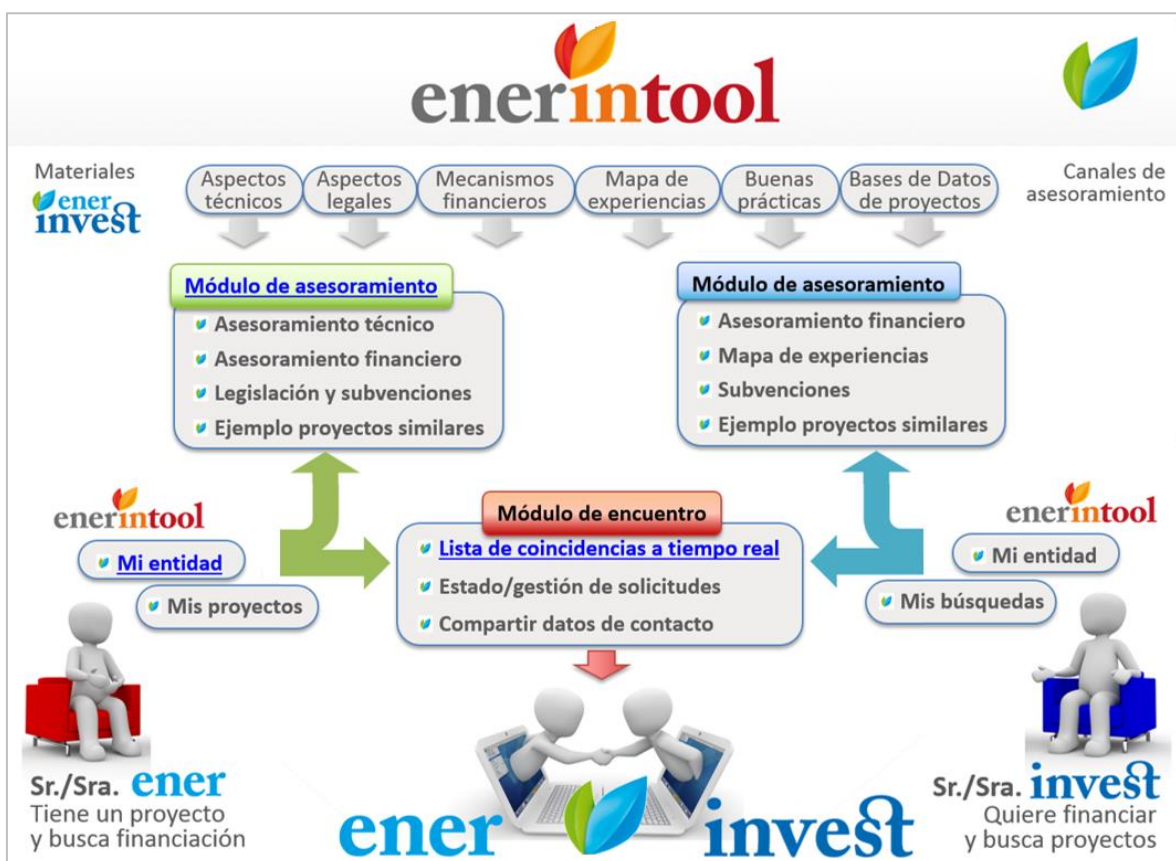 enerintool
Materiales
ener
invest
Aspectos
técnicos
Aspectos
legales
Mecanismos
financieros
Mapa de
experiencias
Buenas
prácticas
Bases de Datos
de proyectos
Canales de
asesoramiento
Módulo de asesoramiento
Asesoramiento técnico
Asesoramiento financiero
Legislación y subvenciones
Ejemplo proyectos similares
Módulo de asesoramiento
Asesoramiento financiero
Mapa de experiencias
Subvenciones
Ejemplo proyectos similares
enerintool
Mi entidad
Mis proyectos
Módulo de encuentro
Lista de coincidencias a tiempo real
Estado/gestión de solicitudes
Compartir datos de contacto
enerintool
Mi entidad
Mis búsquedas
Sr./Sra. ener
Tiene un proyecto
y busca financiación
ener invest
Sr./Sra. invest
Quiere financiar
y busca proyectos